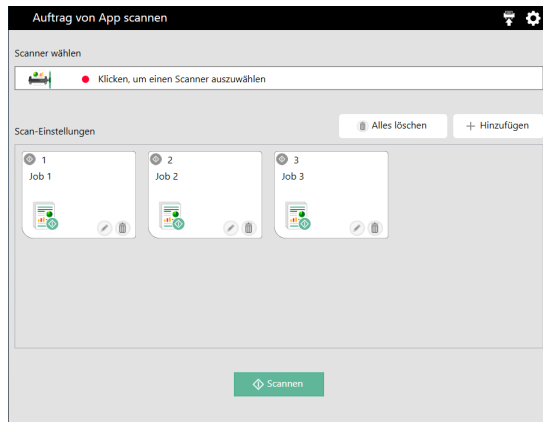 Auftrag von App scannen
Scanner wählen
Klicken, um einen Scanner auszuwählen
Scan-Einstellungen
Alles löschen
Hinzufügen
1
Job 1
2
Job 2
3
Job 3
Scannen